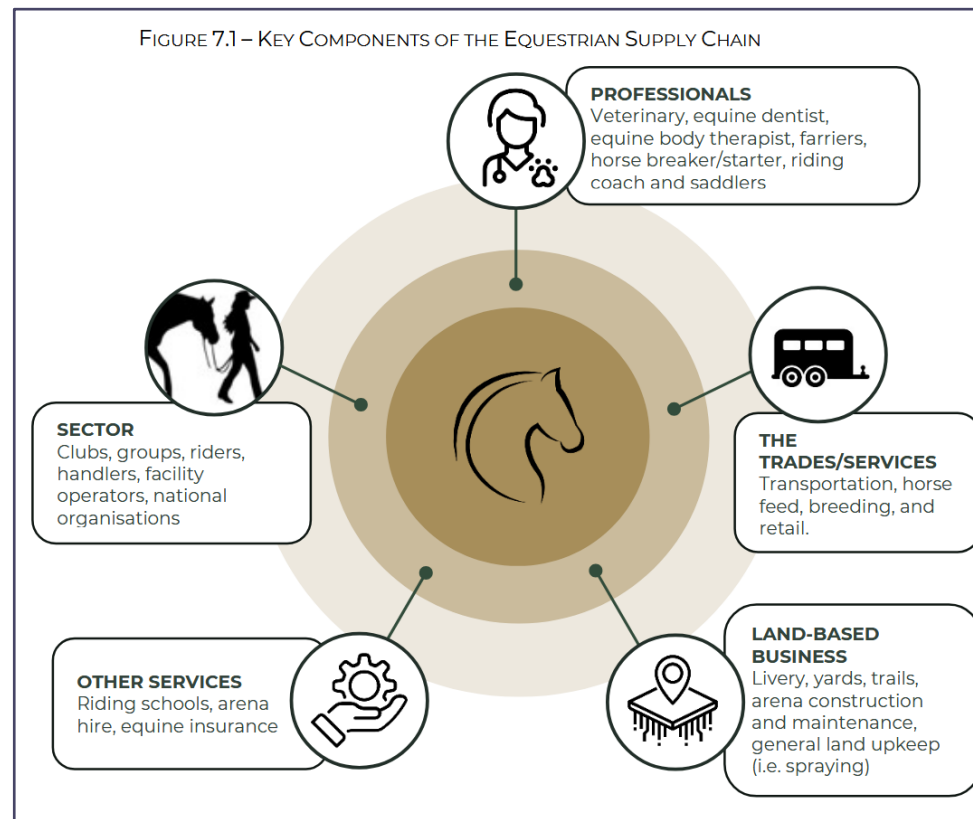 FIGURE 7.1 – KEY COMPONENTS OF THE EQUESTRIAN SUPPLY CHAIN
PROFESSIONALS
Veterinary, equine dentist,
equine body therapist, farriers,
horse breaker/starter, riding
coach and saddlers
SECTOR
Clubs, groups, riders,
handlers, facility
operators, national
organisations
THE
TRADES/SERVICES
Transportation, horse
feed, breeding, and
retail.
OTHER SERVICES
Riding schools, arena
hire, equine insurance
LAND-BASED
BUSINESS
Livery, yards, trails,
arena construction
and maintenance,
general land upkeep
(i.e. spraying)